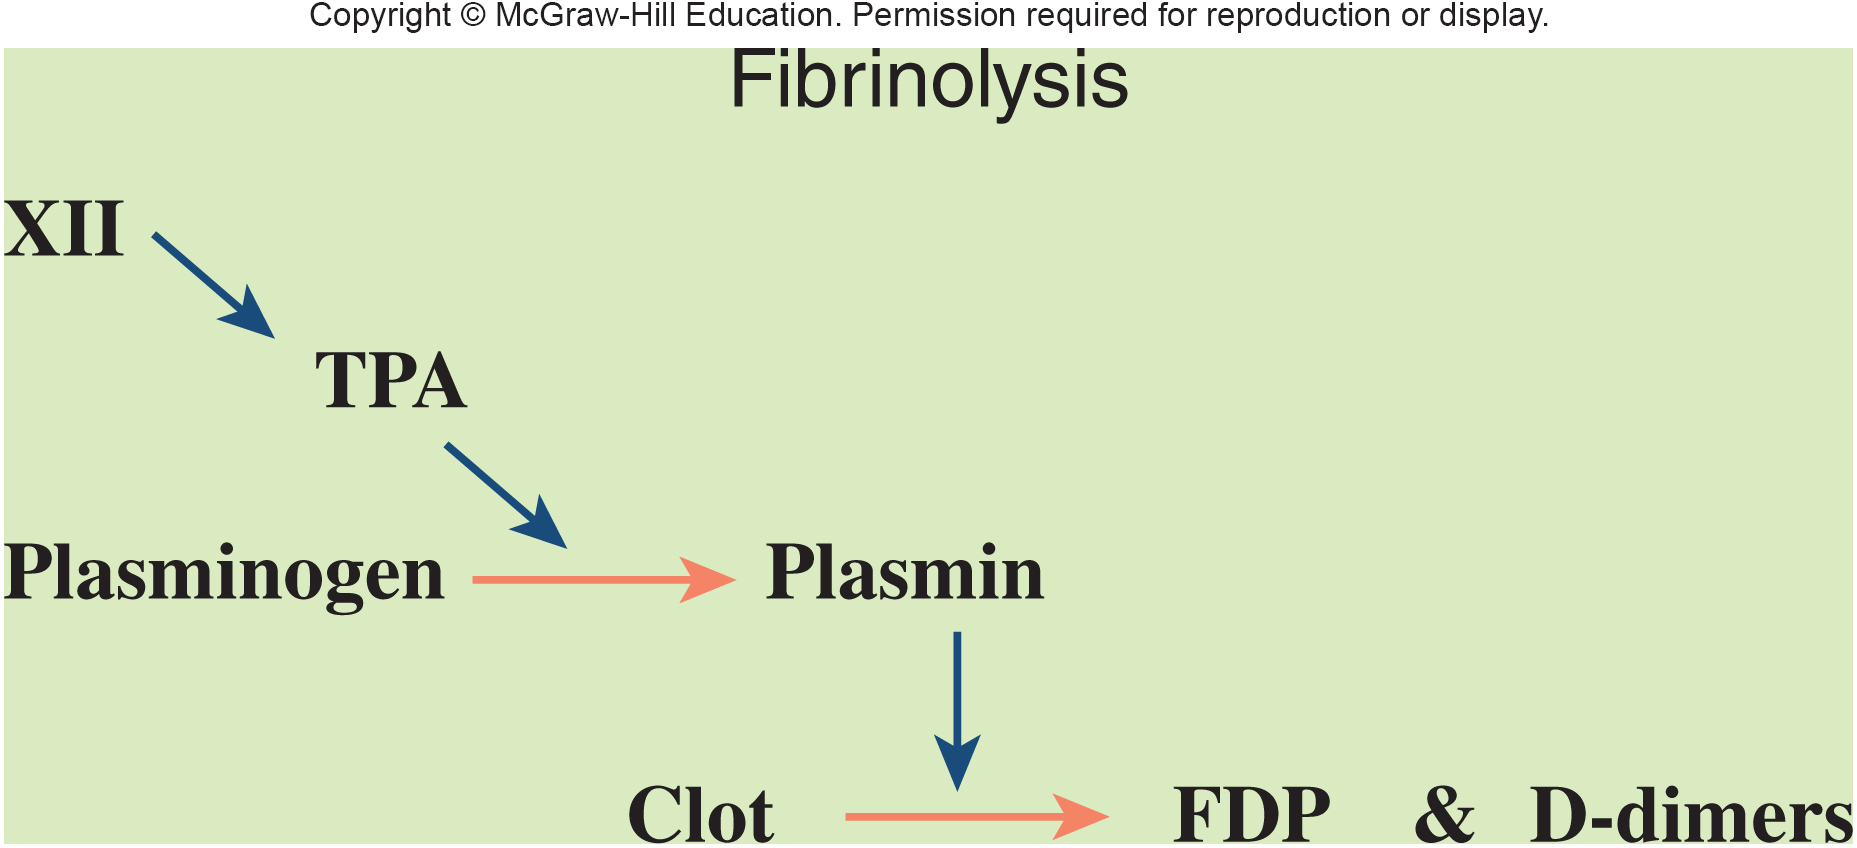 Copyright © McGraw-Hill Education. Permission required for reproduction or display.
Fibrinolysis
XII
TPA
Plasminogen Plasmin
Clot FDP & D-dimers